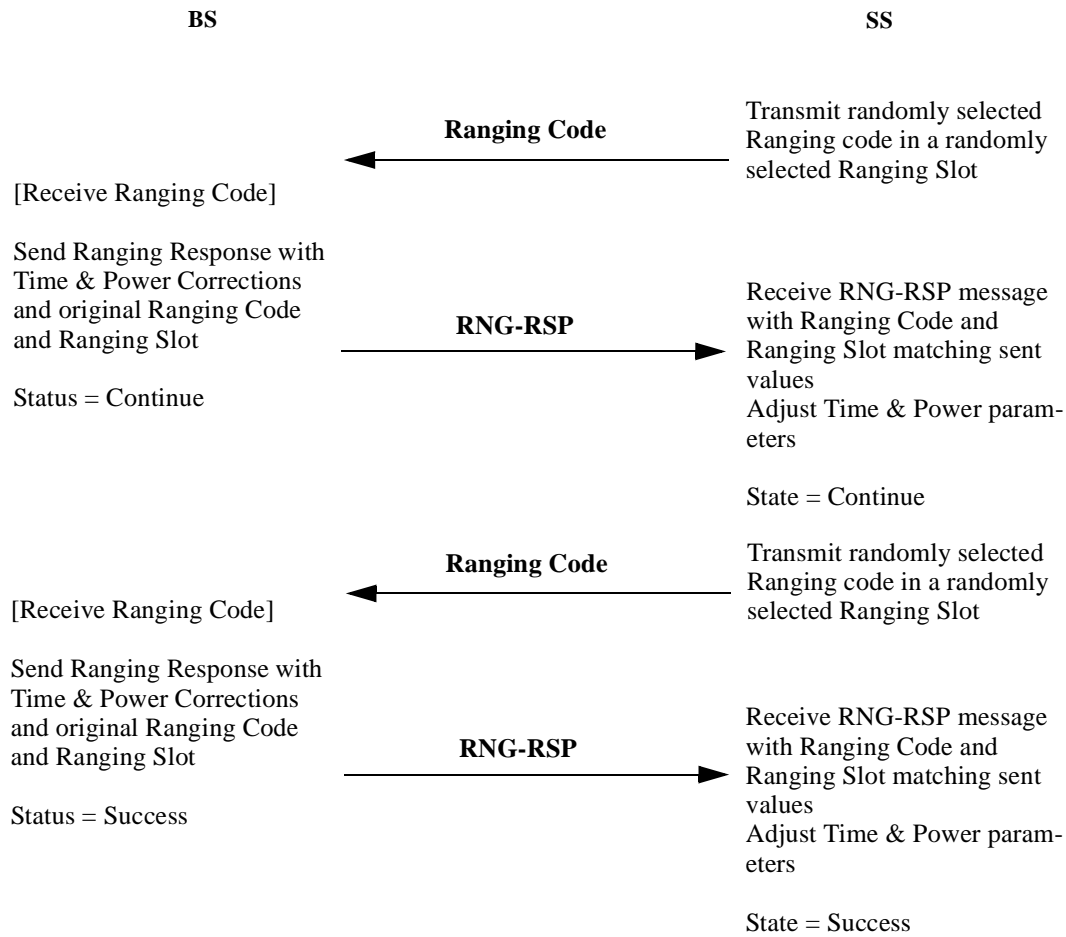 BS
SS
Transmit randomly selected
Ranging code in a randomly
selected Ranging Slot
Ranging Code
[Receive Ranging Code]
Send Ranging Response with
Time & Power Corrections
and original Ranging Code
and Ranging Slot
Status = Continue
RNG-RSP
Receive RNG-RSP message
with Ranging Code and
Ranging Slot matching sent
values
Adjust Time & Power param-
eters
State = Continue
Transmit randomly selected
Ranging code in a randomly
selected Ranging Slot
Ranging Code
[Receive Ranging Code]
Send Ranging Response with
Time & Power Corrections
and original Ranging Code
and Ranging Slot
Status = Success
RNG-RSP
Receive RNG-RSP message
with Ranging Code and
Ranging Slot matching sent
values
Adjust Time & Power param-
eters
State = Success